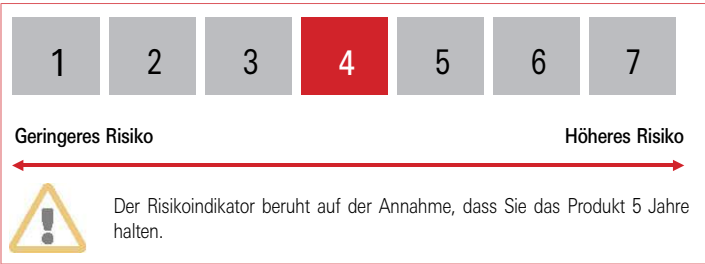 1 2 3 4 5 6 7
Geringeres Risiko Höheres Risiko
Der Risikoindikator beruht auf der Annahme, dass Sie das Produkt 5 Jahre
halten.